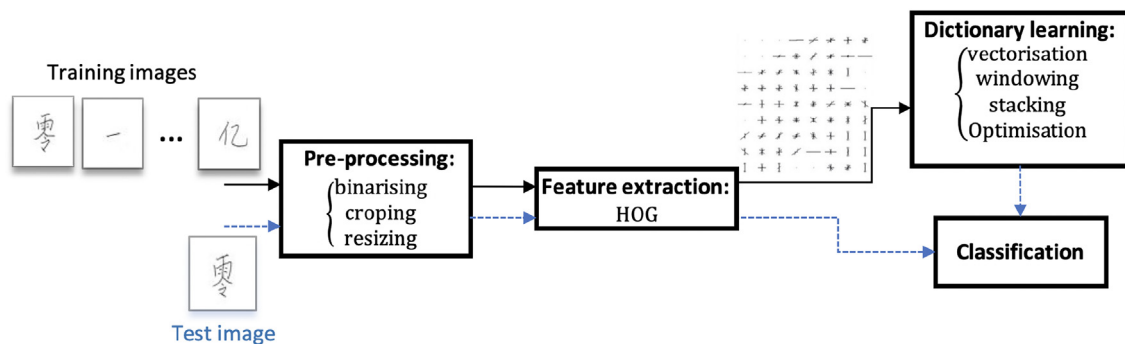 Training images
零
一
...
亿
Pre-processing:
binarising
croping
resizing
Feature extraction:
HOG
Dictionary learning:
vectorisation
windowing
stacking
Optimisation
Classification
零
Test image